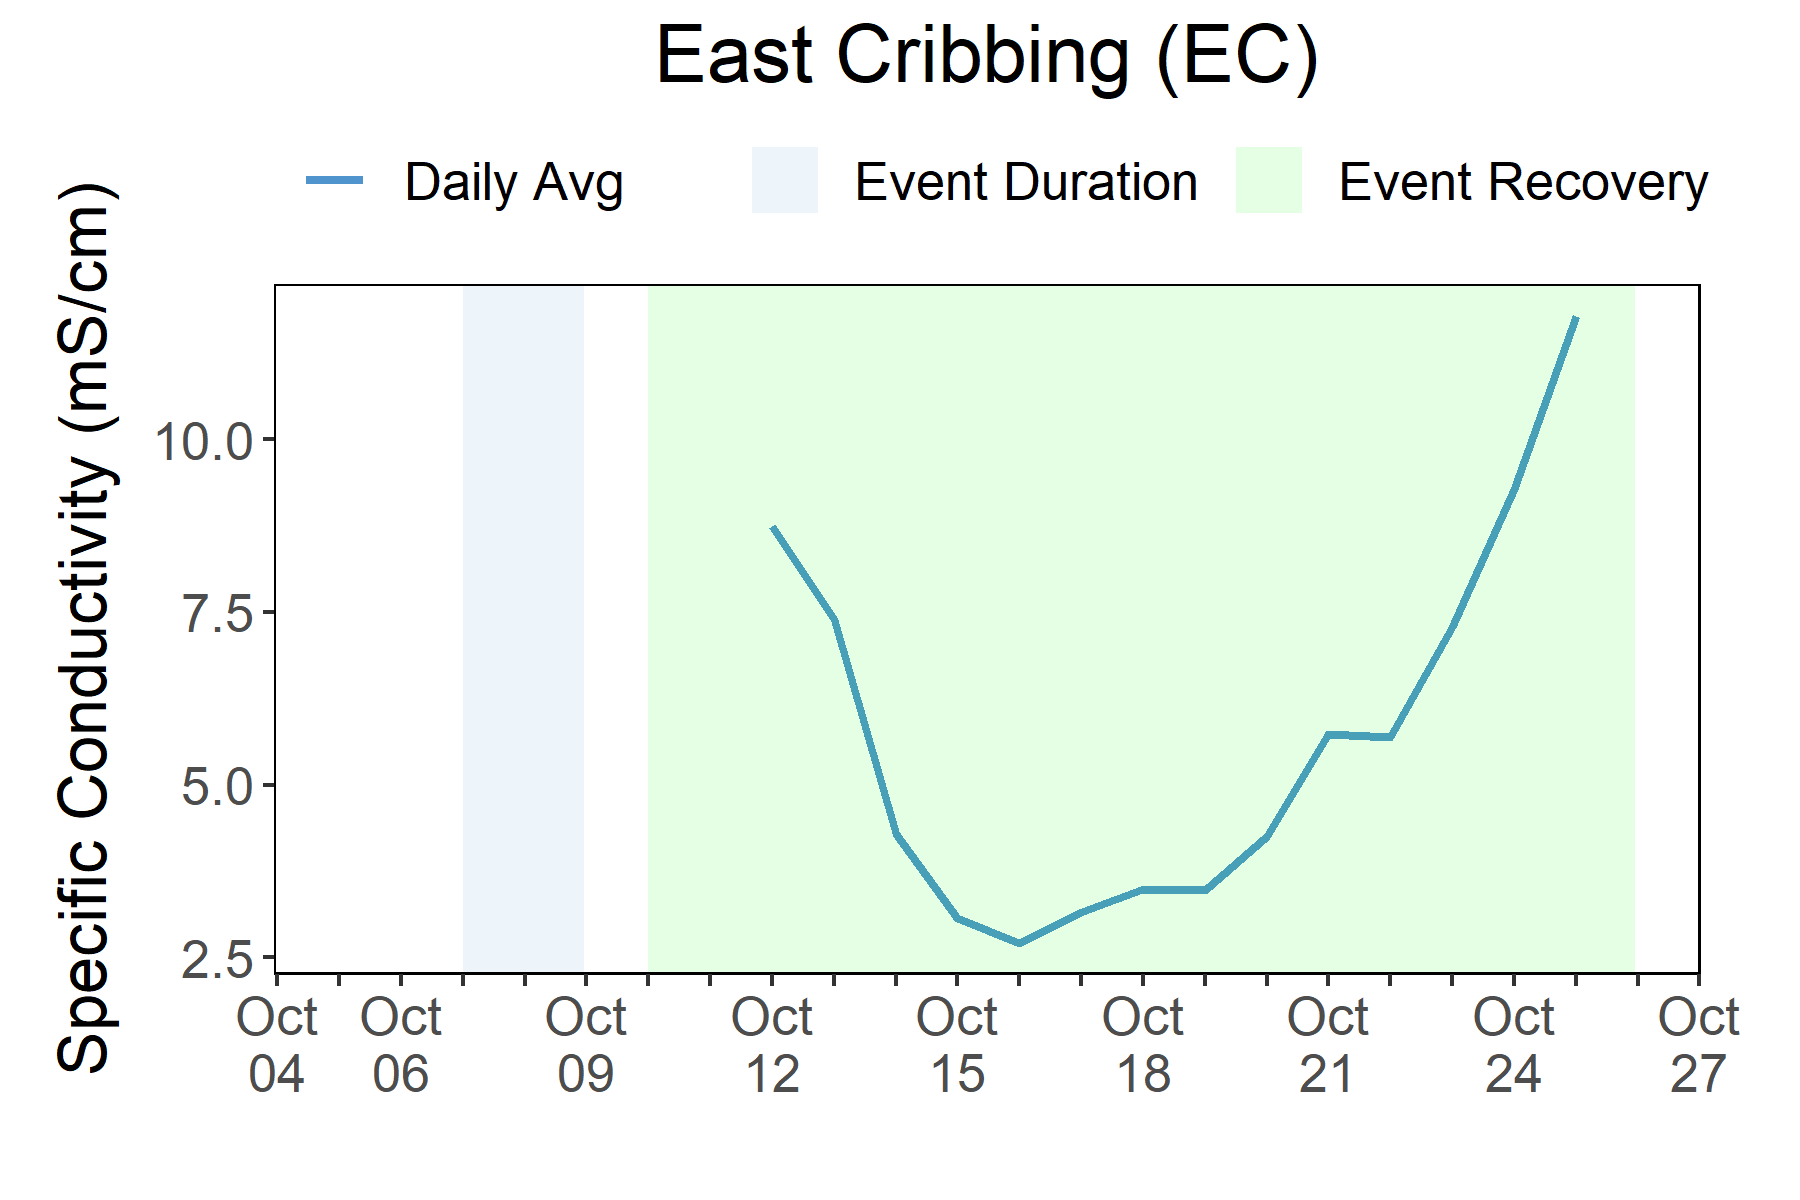 East Cribbing (EC)
Daily Avg
Event Duration
Event Recovery
Specific Conductivity (mS/cm)
10.0
7.5
5.0
2.5
Oct 04
Oct 06
Oct 09
Oct 12
Oct 15
Oct 18
Oct 21
Oct 24
Oct 27